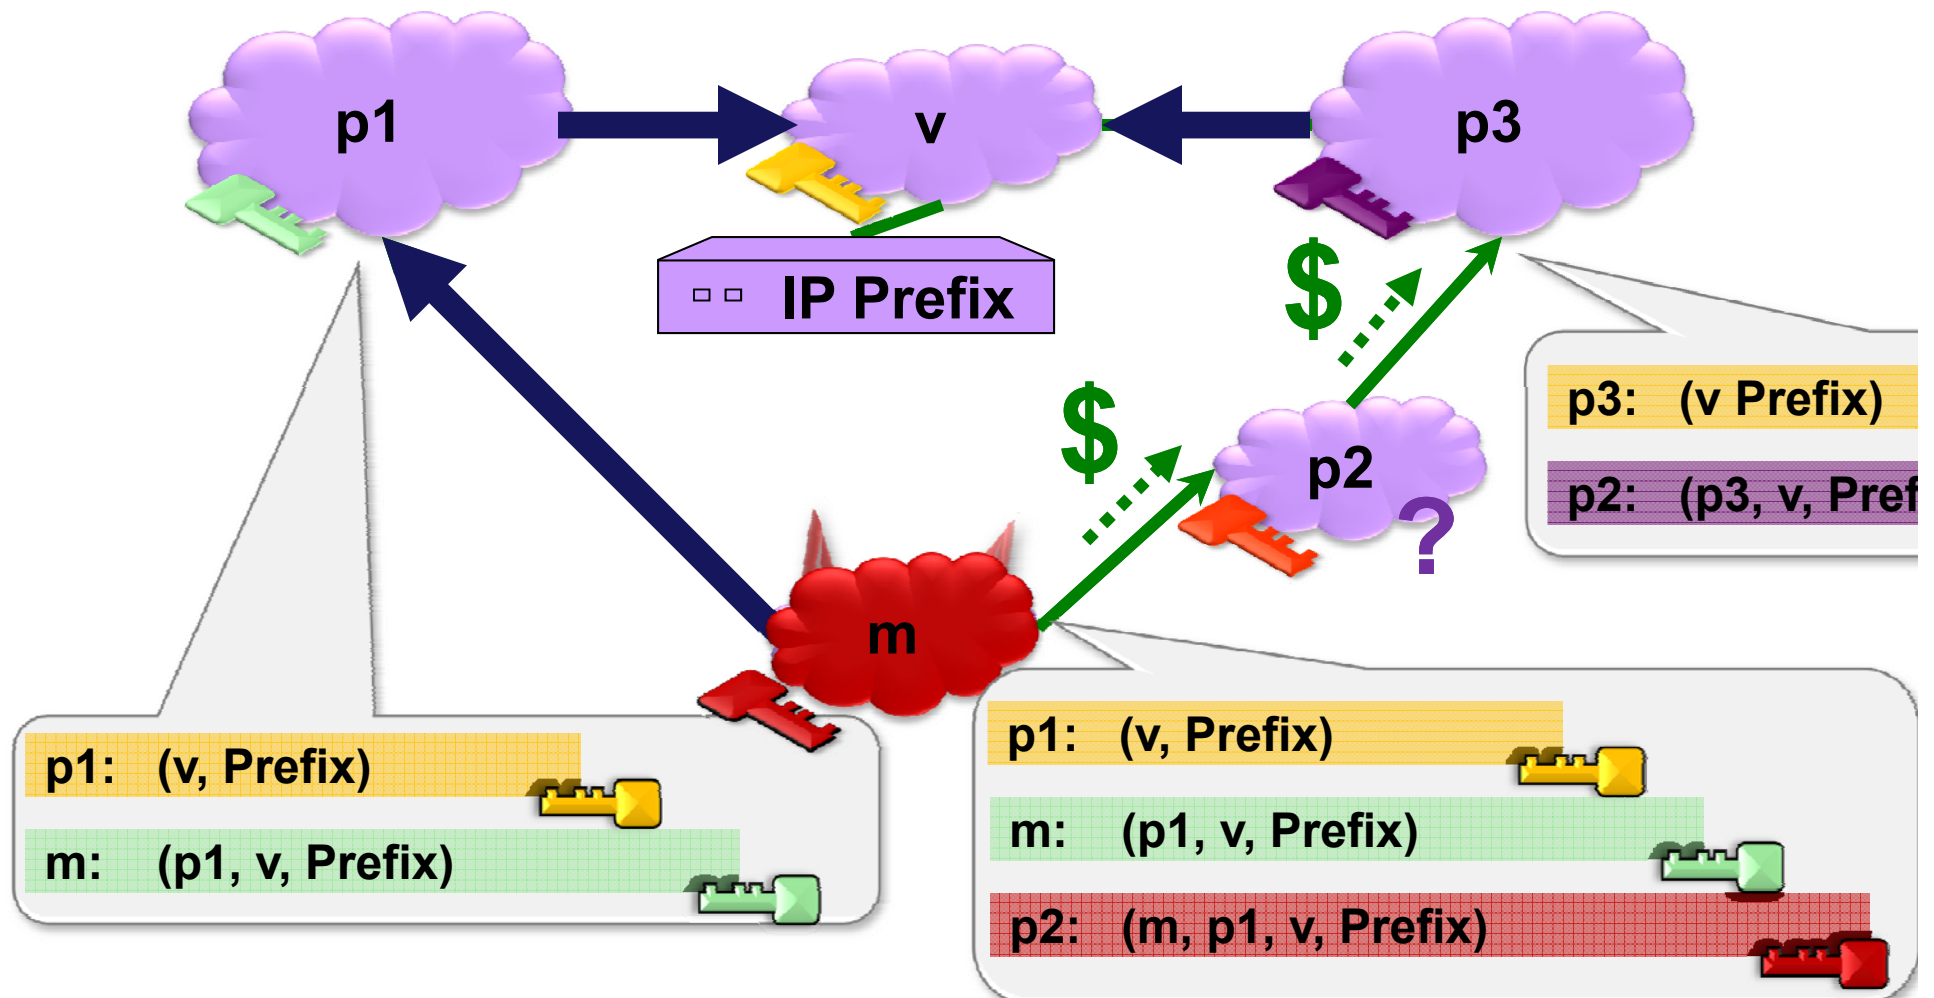 p1
v
p3
IP Prefix
$
$
p2
?
m
p3: (v Prefix)
p2: (p3, v, Pref
p1: (v, Prefix)
m: (p1, v, Prefix)
p1: (v, Prefix)
m: (p1, v, Prefix)
p2: (m, p1, v, Prefix)